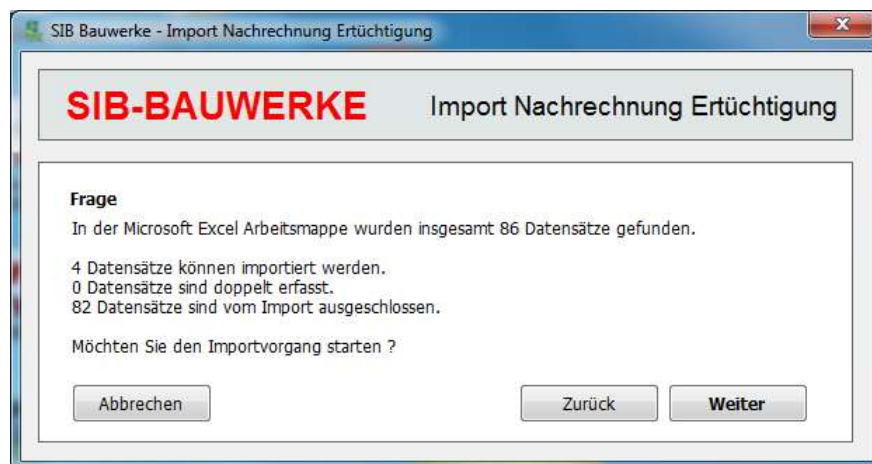 SIB Bauwerke - Import Nachrechnung Ertüchtigung
SIB-BAUWERKE Import Nachrechnung Ertüchtigung
Frage
In der Microsoft Excel Arbeitsmappe wurden insgesamt 86 Datensätze gefunden.
4 Datensätze können importiert werden.
0 Datensätze sind doppelt erfasst.
82 Datensätze sind vom Import ausgeschlossen.
Möchten Sie den Importvorgang starten ?
Abbrechen Zurück Weiter